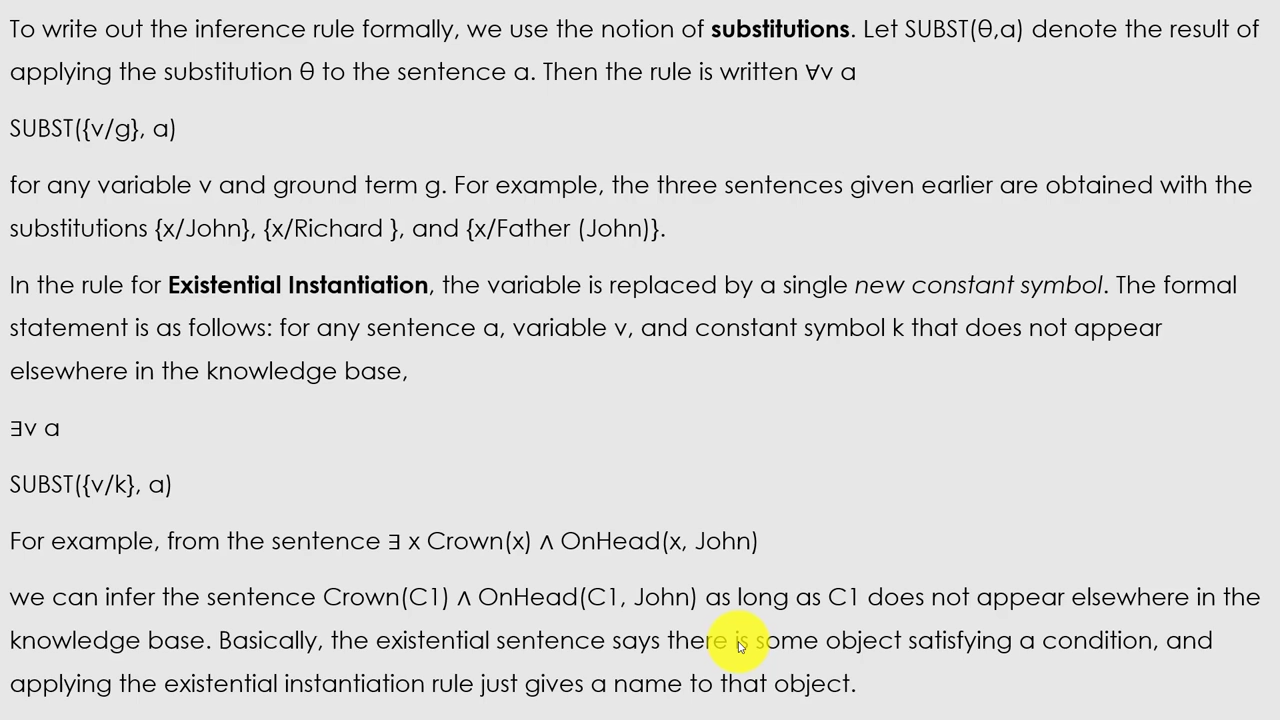 To write out the inference rule formally, we use the notion of substitutions. Let SUBST(θ,a) denote the result of
applying the substitution θ to the sentence a. Then the rule is written ∀v a
SUBST({v/g}, a)
for any variable v and ground term g. For example, the three sentences given earlier are obtained with the
substitutions {x/John}, {x/Richard }, and {x/Father (John)}.
In the rule for Existential Instantiation, the variable is replaced by a single new constant symbol. The formal
statement is as follows: for any sentence a, variable v, and constant symbol k that does not appear
elsewhere in the knowledge base,
∃v a
SUBST({v/k}, a)
For example, from the sentence ∃ x Crown(x) ∧ OnHead(x, John)
we can infer the sentence Crown(C1) ∧ OnHead(C1, John) as long as C1 does not appear elsewhere in the
knowledge base. Basically, the existential sentence says there is some object satisfying a condition, and
applying the existential instantiation rule just gives a name to that object.